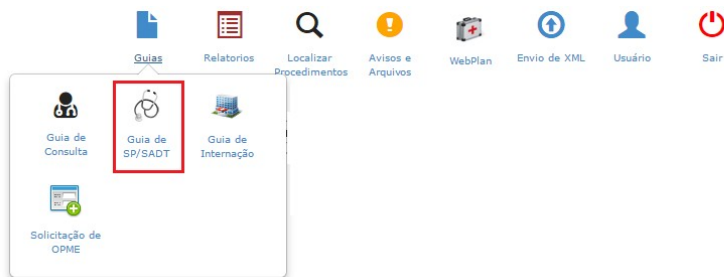 Guias
Relatorios
Localizar
Procedimentos
Avisos e
Arquivos
WebPlan
Envio de XML
Usuário
Sair
Guia de
Consulta
Guia de
SP/SADT
Guia de
Internação
Solicitação de
OPME